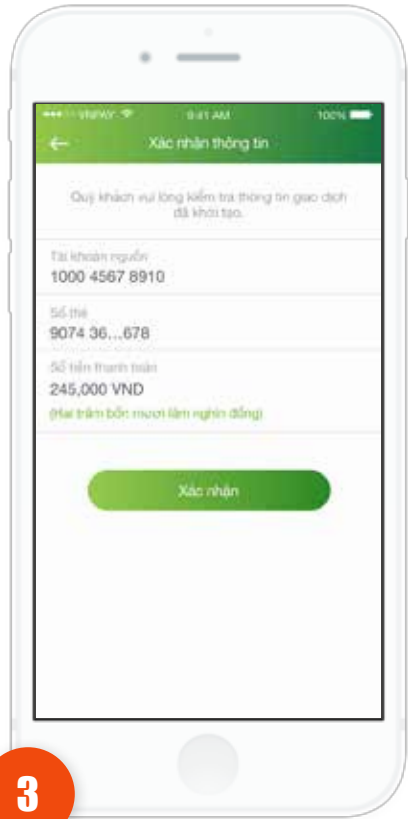 VNPAY 9:41 AM 100%
Xác nhận thông tin
Quý khách vui lòng kiểm tra thông tin giao dịch
đã khởi tạo.
Tài khoản nguồn
1000 4567 8910
Số thẻ
9074 36...678
Số tiền thanh toán
245,000 VND
(Hai trăm bốn mươi lăm nghìn đồng)
Xác nhận
3